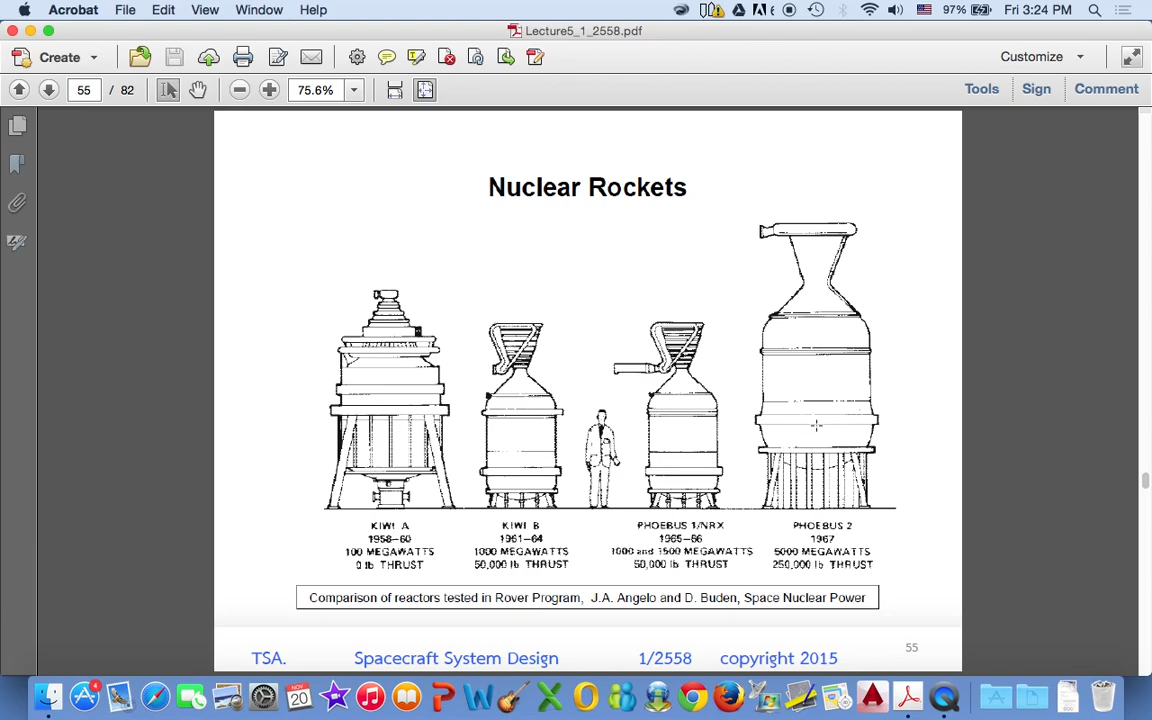 Acrobat File Edit View Window Help 97% Fri 3:24 PM
Lecture5_1_2558.pdf
Create Customize
55 / 82 75.6% Tools Sign Comment
Nuclear Rockets
KIWI A KIWI B PHOEBUS 1/NRX PHOEBUS 2
1958-60 1961-64 1965-66 1967
100 MEGAWATTS 1000 MEGAWATTS 1000 and 1500 MEGAWATTS 5000 MEGAWATTS
0 lb THRUST 50,000 lb THRUST 50,000 lb THRUST 250,000 lb THRUST
Comparison of reactors tested in Rover Program, J.A. Angelo and D. Buden, Space Nuclear Power
55
TSA. Spacecraft System Design 1/2558 copyright 2015
4 NOV 20